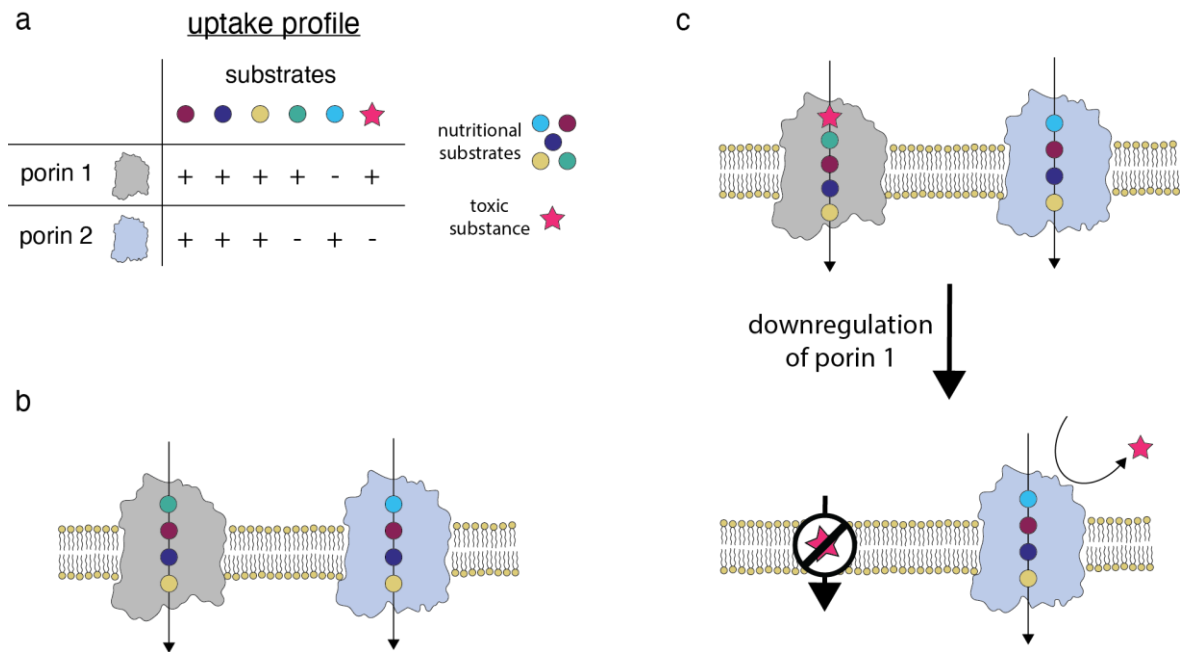 a
uptake profile
substrates
porin 1 + + + + - +
porin 2 + + + - + -
nutritional
substrates
toxic
substance
b
c
downregulation
of porin 1